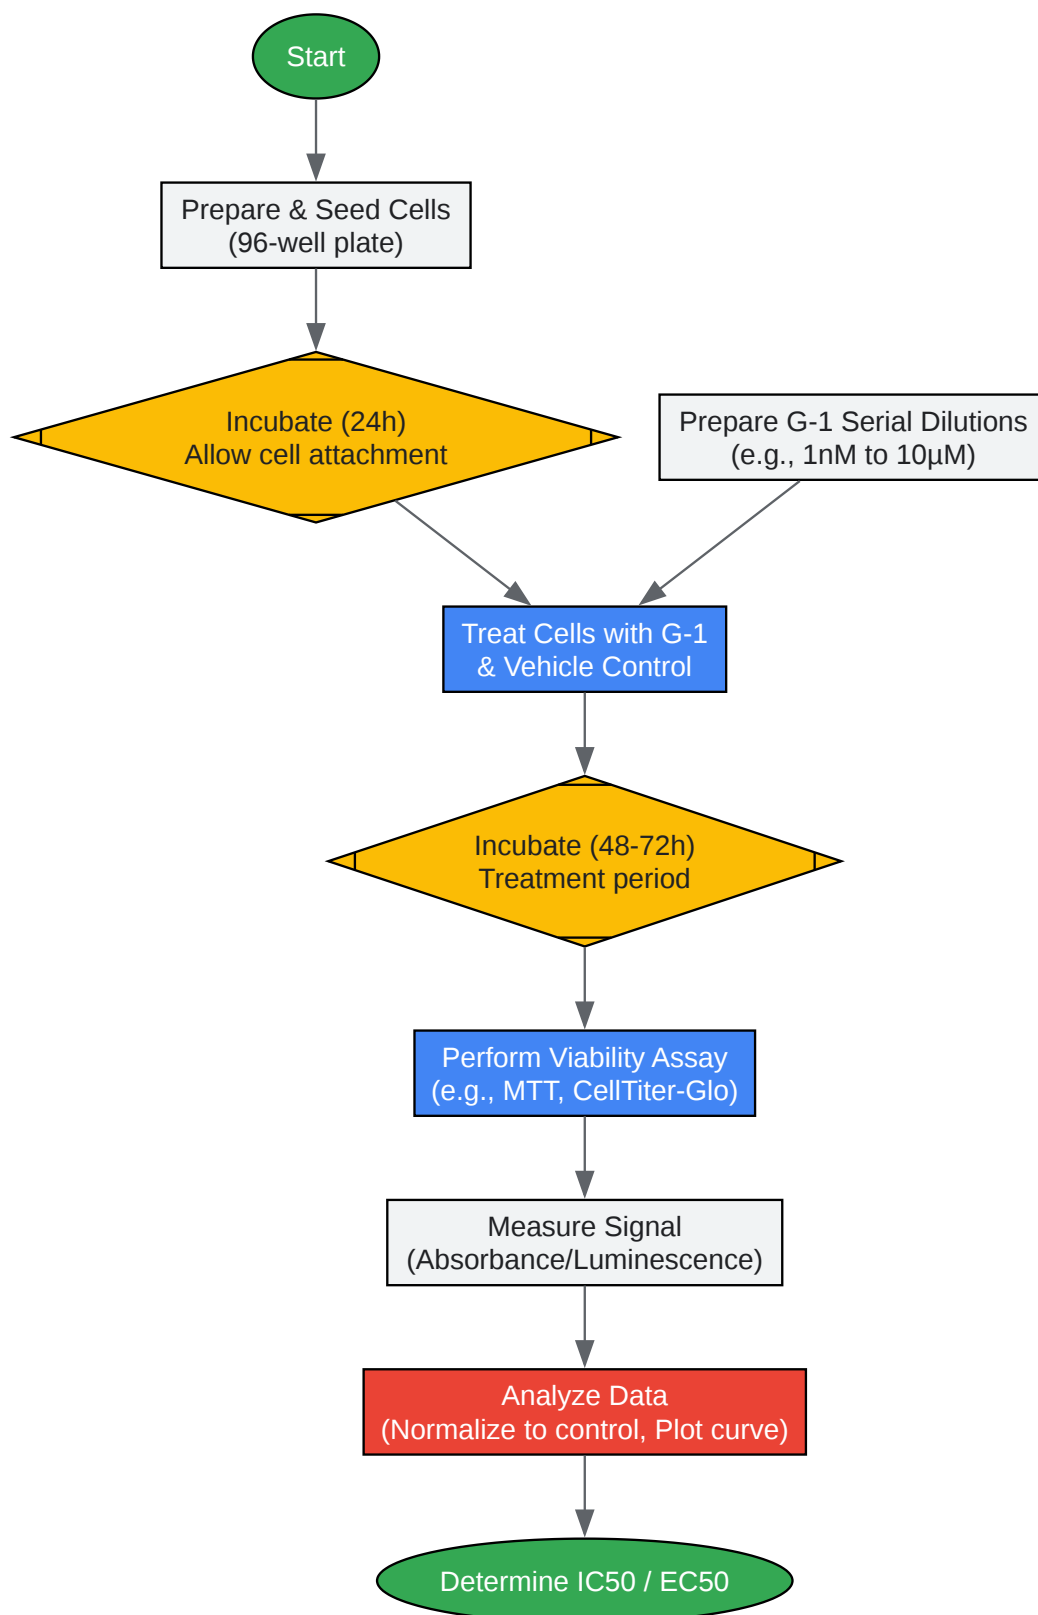 Start
Prepare & Seed Cells
(96-well plate)
Incubate (24h)
Allow cell attachment
Prepare G-1 Serial Dilutions
(e.g., 1nM to 10µM)
Treat Cells with G-1
& Vehicle Control
Incubate (48-72h)
Treatment period
Perform Viability Assay
(e.g., MTT, CellTiter-Glo)
Measure Signal
(Absorbance/Luminescence)
Analyze Data
(Normalize to control, Plot curve)
Determine IC50 / EC50